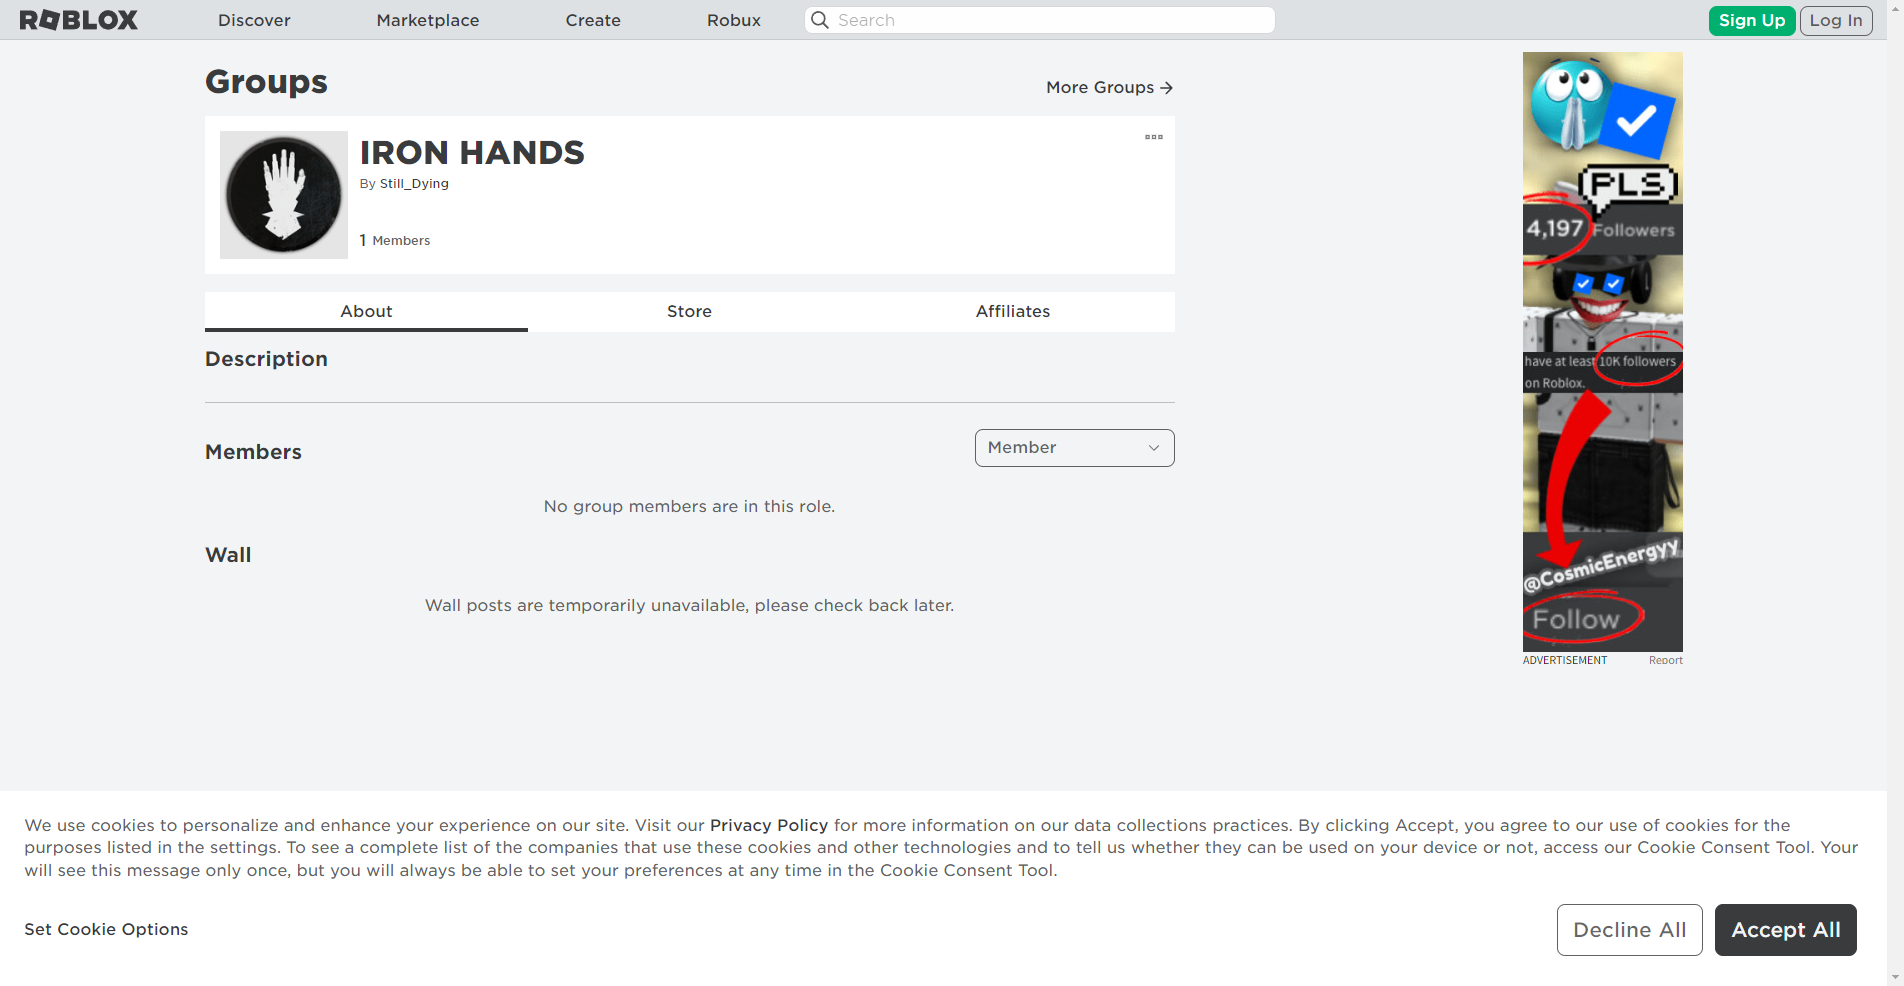 ROBLOX
Discover
Marketplace
Create
Robux
Search
Sign Up
Log In
Groups
More Groups
IRON HANDS
By Still_Dying
1 Members
About
Store
Affiliates
Description
Members
Member
No group members are in this role.
Wall
Wall posts are temporarily unavailable, please check back later.
PLS
4,197 Followers
have at least 10K followers
on Roblox.
@CosmicEnergyy
Follow
ADVERTISEMENT
Report
We use cookies to personalize and enhance your experience on our site. Visit our Privacy Policy for more information on our data collections practices. By clicking Accept, you agree to our use of cookies for the
purposes listed in the settings. To see a complete list of the companies that use these cookies and other technologies and to tell us whether they can be used on your device or not, access our Cookie Consent Tool. Your
will see this message only once, but you will always be able to set your preferences at any time in the Cookie Consent Tool.
Set Cookie Options
Decline All
Accept All